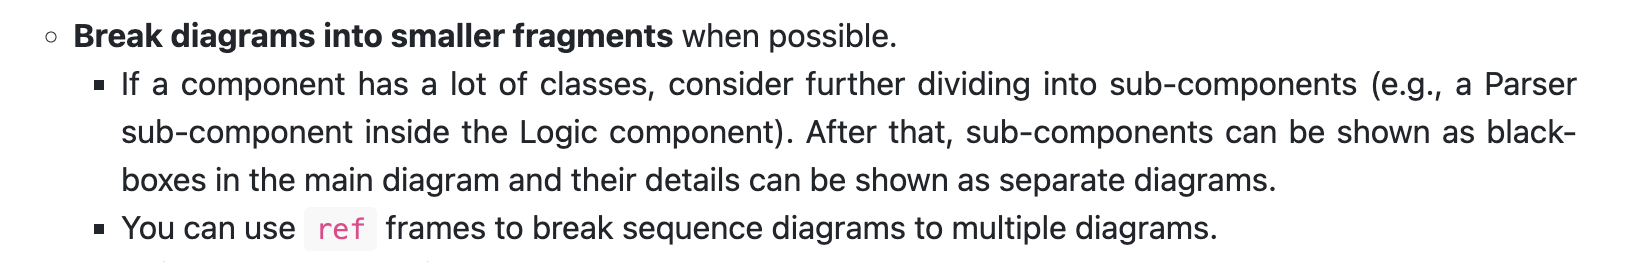 Break diagrams into smaller fragments when possible.
If a component has a lot of classes, consider further dividing into sub-components (e.g., a Parser
sub-component inside the Logic component). After that, sub-components can be shown as black-
boxes in the main diagram and their details can be shown as separate diagrams.
You can use ref frames to break sequence diagrams to multiple diagrams.